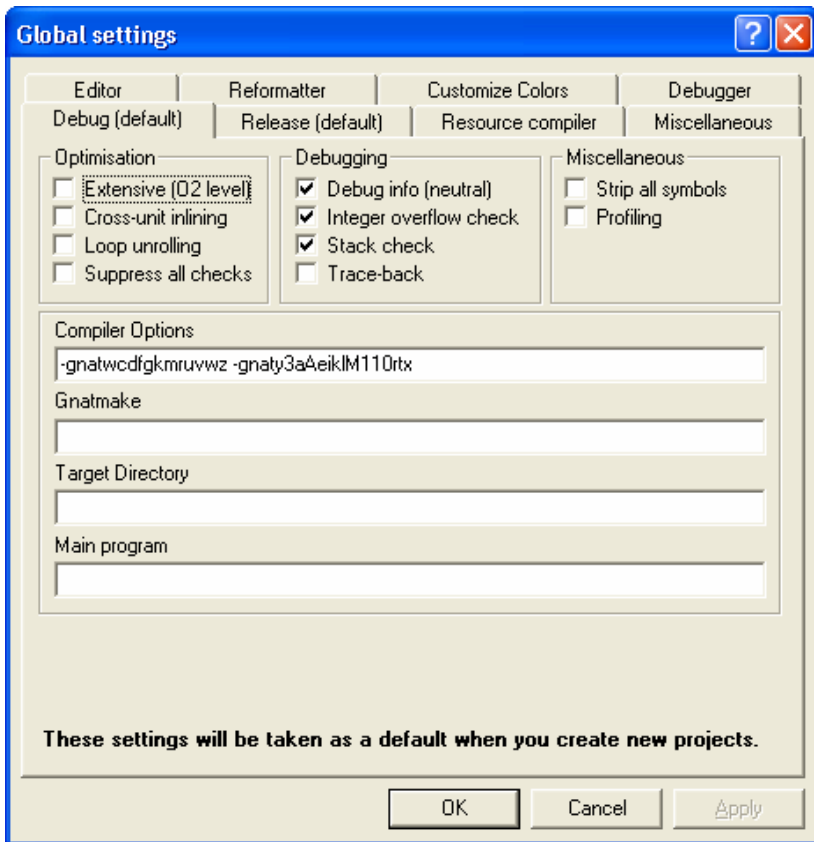 Global settings
Editor Reformatter Customize Colors Debugger
Debug (default) Release (default) Resource compiler Miscellaneous
Optimisation
Extensive (O2 level)
Cross-unit inlining
Loop unrolling
Suppress all checks
Debugging
Debug info (neutral)
Integer overflow check
Stack check
Trace-back
Miscellaneous
Strip all symbols
Profiling
Compiler Options
-gnatwcdfgkmruvwz -gnaty3aAeiklM110rtx
Gnatmake
Target Directory
Main program
These settings will be taken as a default when you create new projects.
OK Cancel Apply